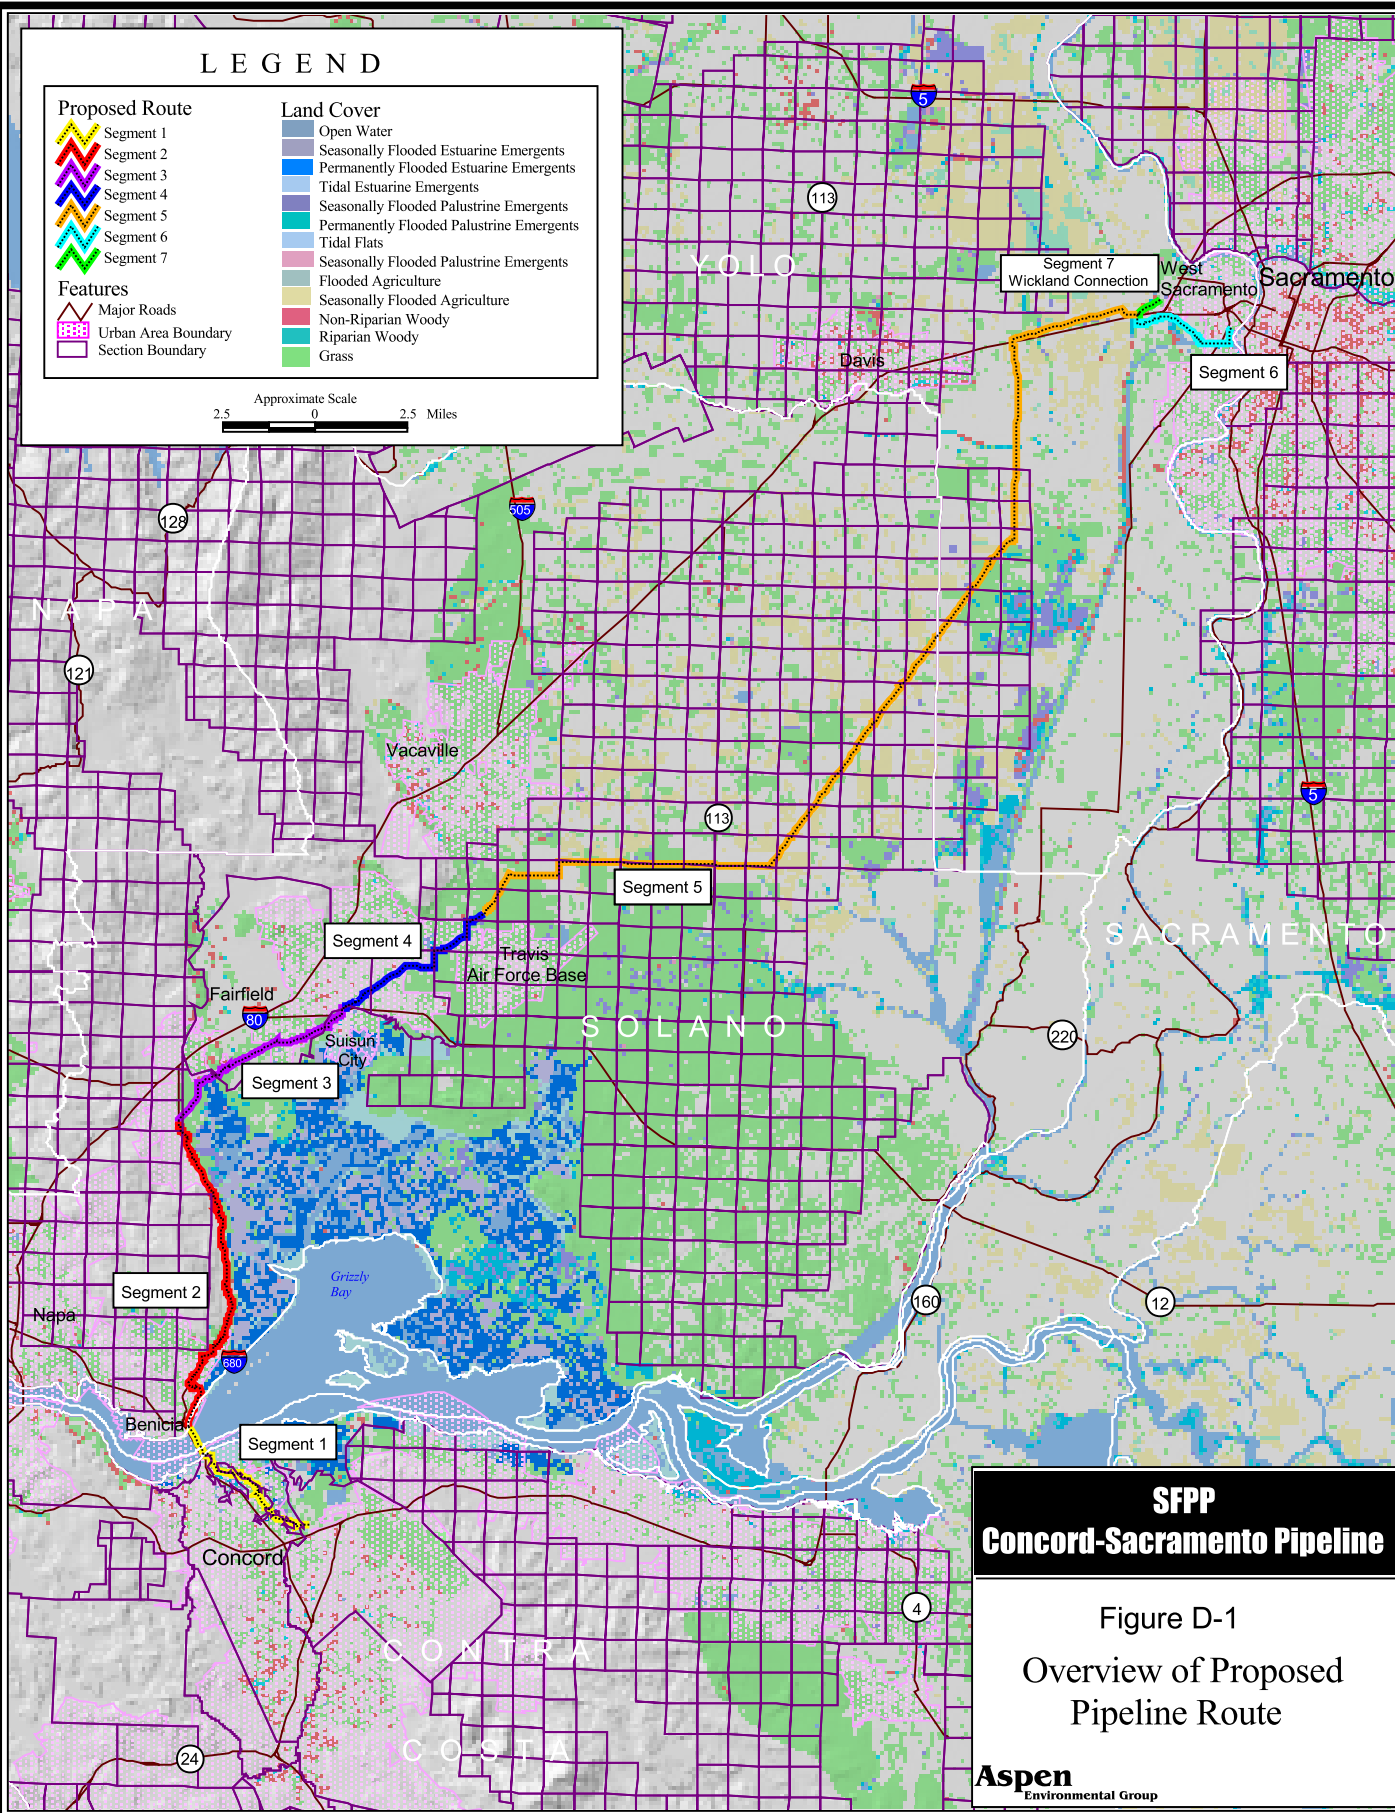 LEGEND
Proposed Route
Segment 1
Segment 2
Segment 3
Segment 4
Segment 5
Segment 6
Segment 7
Features
Major Roads
Urban Area Boundary
Section Boundary
Land Cover
Open Water
Seasonally Flooded Estuarine Emergents
Permanently Flooded Estuarine Emergents
Tidal Estuarine Emergents
Seasonally Flooded Palustrine Emergents
Permanently Flooded Palustrine Emergents
Tidal Flats
Seasonally Flooded Palustrine Emergents
Flooded Agriculture
Seasonally Flooded Agriculture
Non-Riparian Woody
Riparian Woody
Grass
Approximate Scale
2.5 0 2.5 Miles
5
113
YOLO
Segment 7
Wickland Connection
West
Sacramento
Sacramento
Davis
Segment 6
505
128
NAPA
121
Vacaville
113
5
Segment 5
Segment 4
SACRAMENTO
Travis
Air Force Base
Fairfield
80
SOLANO
220
Suisun
City
Segment 3
Grizzly
Bay
Segment 2
160
12
Napa
680
Benicia
Segment 1
Concord
4
CONTRA
COSTA
24
SFPP
Concord-Sacramento Pipeline
Figure D-1
Overview of Proposed
Pipeline Route
Aspen
Environmental Group